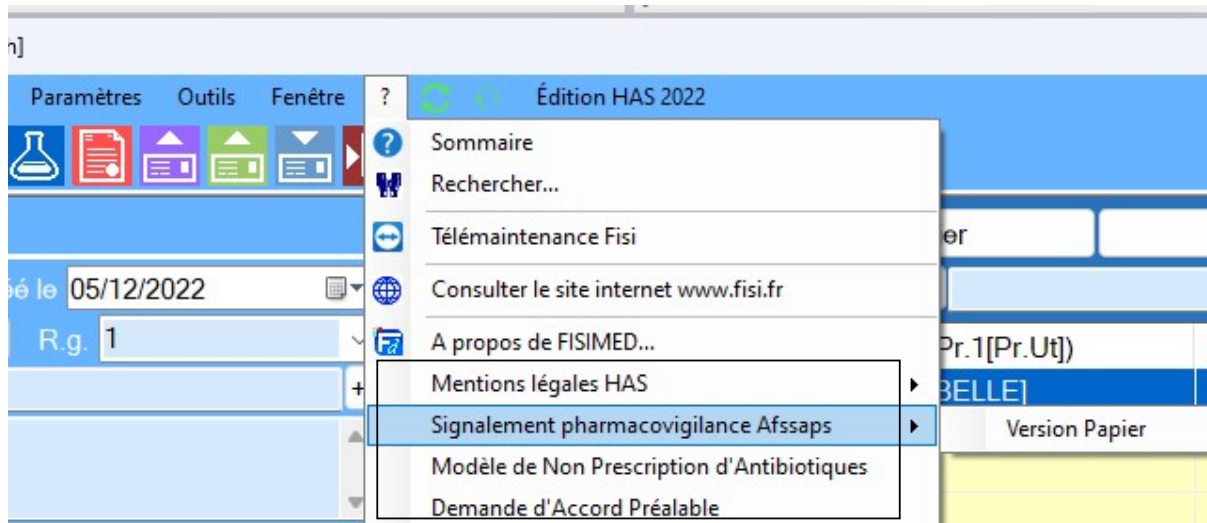 h]
Paramètres Outils Fenêtre ? Édition HAS 2022
Sommaire
Rechercher...
Télémaintenance Fisi
er
éé le 05/12/2022
Consulter le site internet www.fisi.fr
R.g. 1
A propos de FISIMED...
Pr.1[Pr.Ut])
Mentions légales HAS
BELLE]
Signalement pharmacovigilance Afssaps
Version Papier
Modèle de Non Prescription d'Antibiotiques
Demande d'Accord Préalable